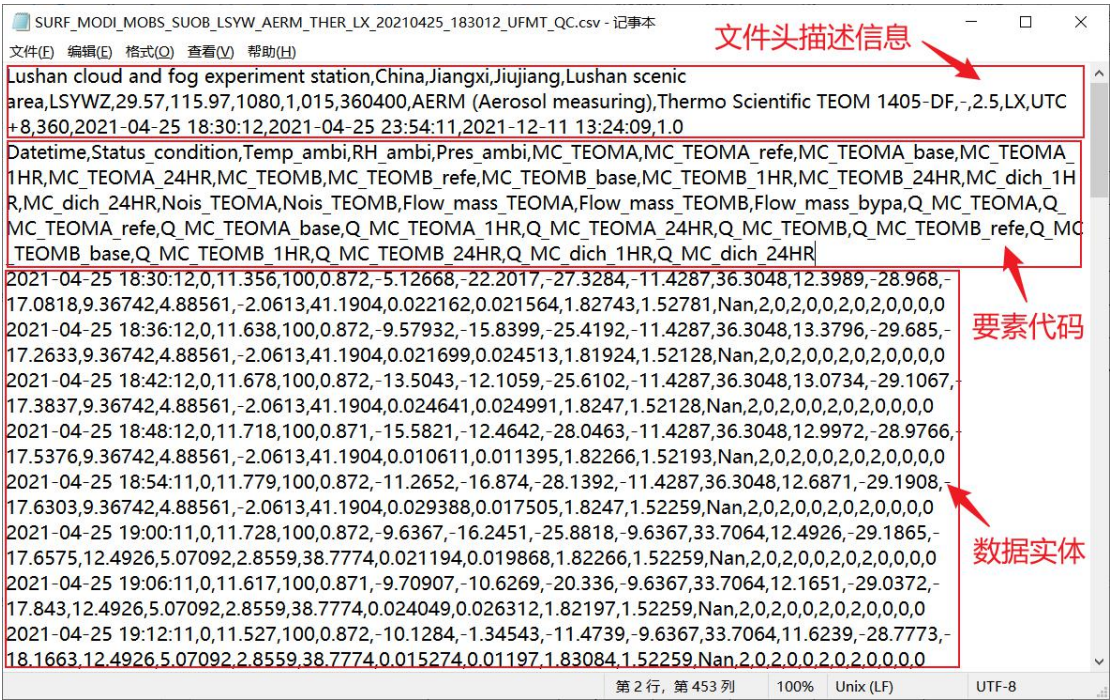 SURF_MODI_MOBS_SUOB_LSYW_AERM_THER_LX_20210425_183012_UFMT_QC.csv - 记事本
文件(F) 编辑(E) 格式(O) 查看(V) 帮助(H)
文件头描述信息
Lushan cloud and fog experiment station,China,Jiangxi,Jiujiang,Lushan scenic
area,LSYWZ,29.57,115.97,1080,1,015,360400,AERM (Aerosol measuring),Thermo Scientific TEOM 1405-DF,-,2.5,LX,UTC
+8,360,2021-04-25 18:30:12,2021-04-25 23:54:11,2021-12-11 13:24:09,1.0
Datetime,Status_condition,Temp_ambi,RH_ambi,Pres_ambi,MC_TEOMA,MC_TEOMA_refe,MC_TEOMA_base,MC_TEOMA_
1HR,MC_TEOMA_24HR,MC_TEOMB,MC_TEOMB_refe,MC_TEOMB_base,MC_TEOMB_1HR,MC_TEOMB_24HR,MC_dich_1H
R,MC_dich_24HR,Nois_TEOMA,Nois_TEOMB,Flow_mass_TEOMA,Flow_mass_TEOMB,Flow_mass_bypa,Q_MC_TEOMA,Q_
MC_TEOMA_refe,Q_MC_TEOMA_base,Q_MC_TEOMA_1HR,Q_MC_TEOMA_24HR,Q_MC_TEOMB,Q_MC_TEOMB_refe,Q_MC
_TEOMB_base,Q_MC_TEOMB_1HR,Q_MC_TEOMB_24HR,Q_MC_dich_1HR,Q_MC_dich_24HR
要素代码
2021-04-25 18:30:12,0,11.356,100,0.872,-5.12668,-22.2017,-27.3284,-11.4287,36.3048,12.3989,-28.968,-
17.0818,9.36742,4.88561,-2.0613,41.1904,0.022162,0.021564,1.82743,1.52781,Nan,2,0,2,0,0,2,0,2,0,0,0,0
2021-04-25 18:36:12,0,11.638,100,0.872,-9.57932,-15.8399,-25.4192,-11.4287,36.3048,13.3796,-29.685,-
17.2633,9.36742,4.88561,-2.0613,41.1904,0.021699,0.024513,1.81924,1.52128,Nan,2,0,2,0,0,2,0,2,0,0,0,0
2021-04-25 18:42:12,0,11.678,100,0.872,-13.5043,-12.1059,-25.6102,-11.4287,36.3048,13.0734,-29.1067,-
17.3837,9.36742,4.88561,-2.0613,41.1904,0.024641,0.024991,1.8247,1.52128,Nan,2,0,2,0,0,2,0,2,0,0,0,0
2021-04-25 18:48:12,0,11.718,100,0.871,-15.5821,-12.4642,-28.0463,-11.4287,36.3048,12.9972,-28.9766,-
17.5376,9.36742,4.88561,-2.0613,41.1904,0.010611,0.011395,1.82266,1.52193,Nan,2,0,2,0,0,2,0,2,0,0,0,0
2021-04-25 18:54:11,0,11.779,100,0.872,-11.2652,-16.874,-28.1392,-11.4287,36.3048,12.6871,-29.1908,-
17.6303,9.36742,4.88561,-2.0613,41.1904,0.029388,0.017505,1.8247,1.52259,Nan,2,0,2,0,0,2,0,2,0,0,0,0
2021-04-25 19:00:11,0,11.728,100,0.872,-9.6367,-16.2451,-25.8818,-9.6367,33.7064,12.4926,-29.1865,-
17.6575,12.4926,5.07092,2.8559,38.7774,0.021194,0.019868,1.82266,1.52259,Nan,2,0,2,0,0,2,0,2,0,0,0,0
2021-04-25 19:06:11,0,11.617,100,0.871,-9.70907,-10.6269,-20.336,-9.6367,33.7064,12.1651,-29.0372,-
17.843,12.4926,5.07092,2.8559,38.7774,0.024049,0.026312,1.82197,1.52259,Nan,2,0,2,0,0,2,0,2,0,0,0,0
2021-04-25 19:12:11,0,11.527,100,0.872,-10.1284,-1.34543,-11.4739,-9.6367,33.7064,11.6239,-28.7773,-
18.1663,12.4926,5.07092,2.8559,38.7774,0.015274,0.01197,1.83084,1.52259,Nan,2,0,2,0,0,2,0,2,0,0,0,0
数据实体
第 2 行，第 453 列 100% Unix (LF) UTF-8